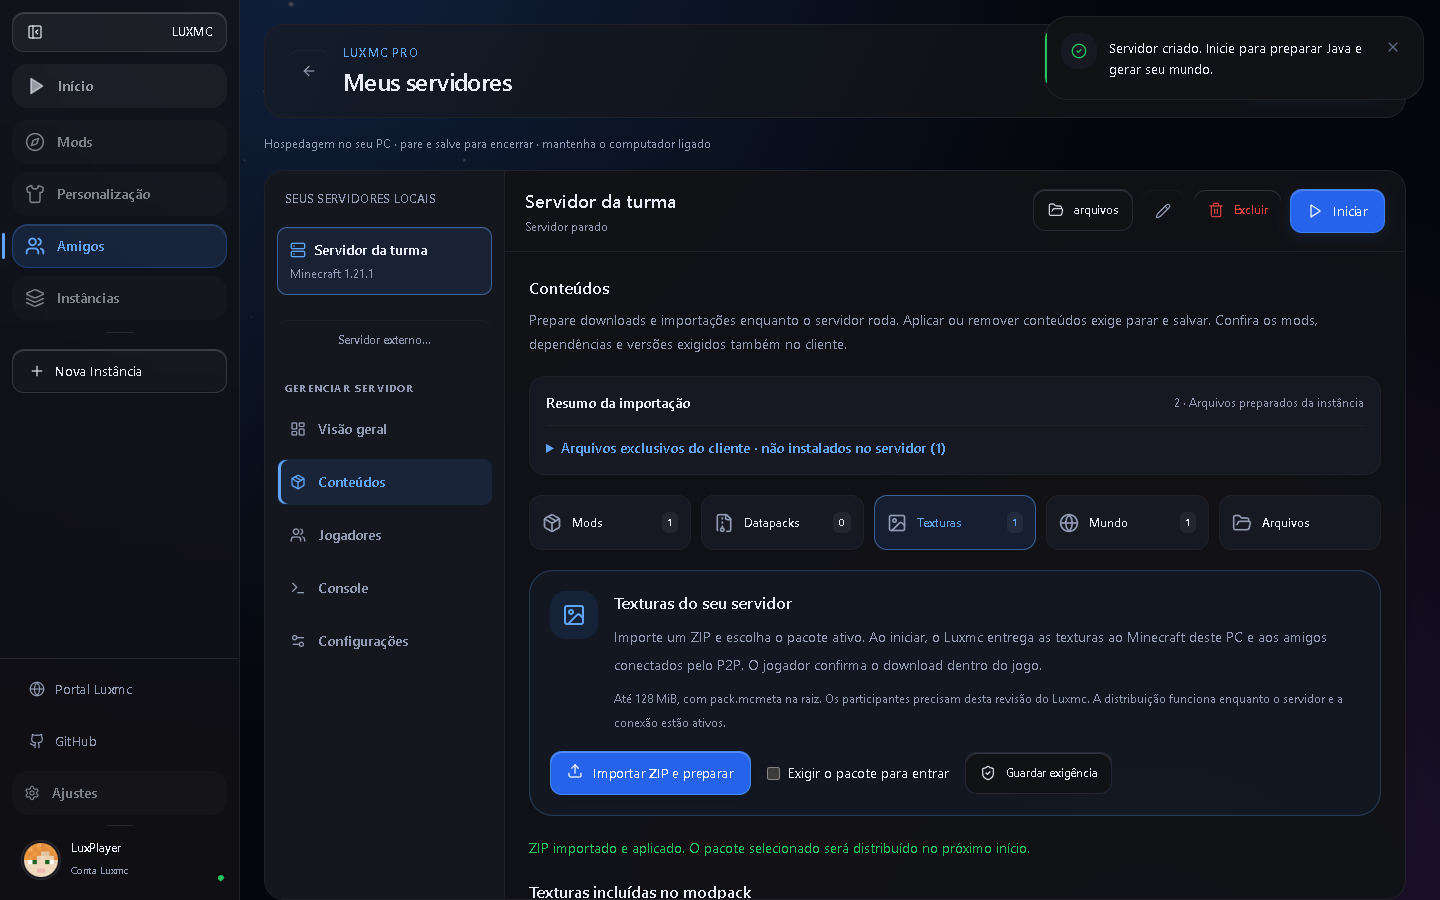 LUXMC
Início
Mods
Personalização
Amigos
Instâncias
Nova Instância
Portal Luxmc
GitHub
Ajustes
LuxPlayer
Conta Luxmc
LUXMC PRO
Meus servidores
Servidor criado. Inicie para preparar Java e
gerar seu mundo.
Hospedagem no seu PC · pare e salve para encerrar · mantenha o computador ligado
SEUS SERVIDORES LOCAIS
Servidor da turma
Minecraft 1.21.1
Servidor externo...
GERENCIAR SERVIDOR
Visão geral
Conteúdos
Jogadores
Console
Configurações
Servidor da turma
Servidor parado
arquivos
Excluir
Iniciar
Conteúdos
Prepare downloads e importações enquanto o servidor roda. Aplicar ou remover conteúdos exige parar e salvar. Confira os mods,
dependências e versões exigidos também no cliente.
Resumo da importação
2 · Arquivos preparados da instância
Arquivos exclusivos do cliente · não instalados no servidor (1)
Mods 1
Datapacks 0
Texturas 1
Mundo 1
Arquivos
Texturas do seu servidor
Importe um ZIP e escolha o pacote ativo. Ao iniciar, o Luxmc entrega as texturas ao Minecraft deste PC e aos amigos
conectados pelo P2P. O jogador confirma o download dentro do jogo.
Até 128 MiB, com pack.mcmeta na raiz. Os participantes precisam desta revisão do Luxmc. A distribuição funciona enquanto o servidor e a
conexão estão ativos.
Importar ZIP e preparar
Exigir o pacote para entrar
Guardar exigência
ZIP importado e aplicado. O pacote selecionado será distribuído no próximo início.
Texturas incluídas no modpack